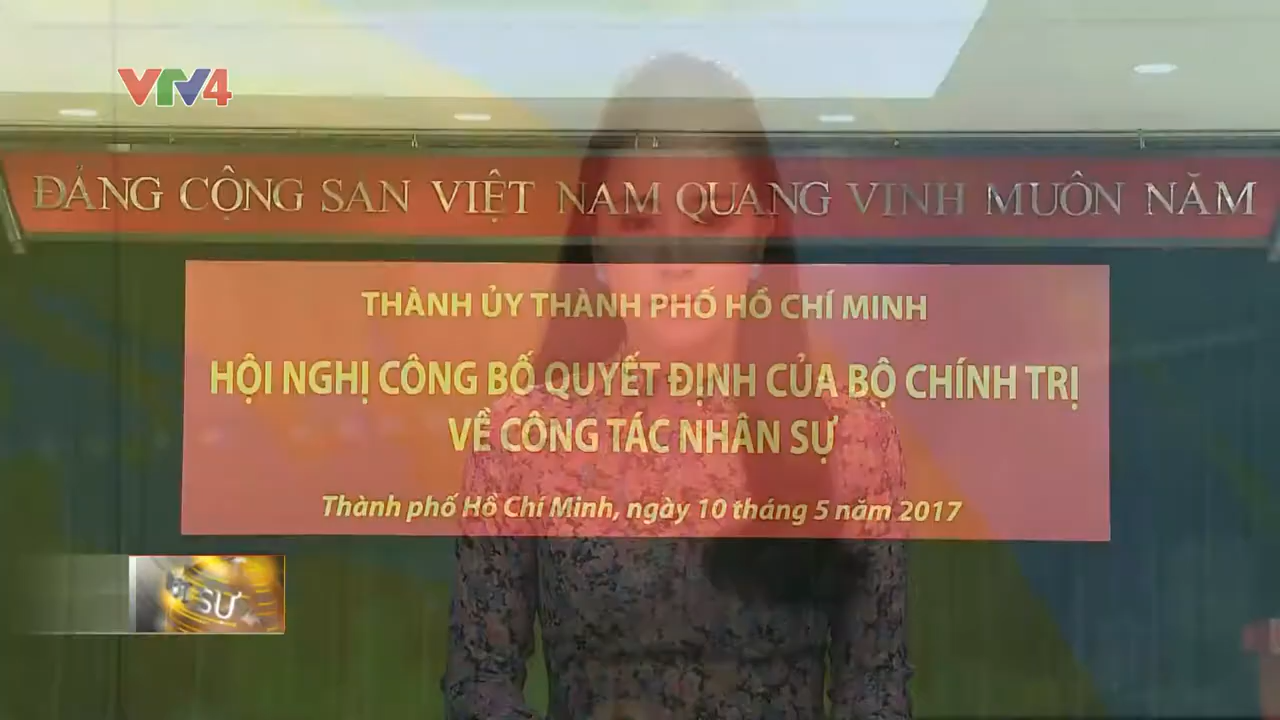 VTV4
ĐẢNG CỘNG SẢN VIỆT NAM QUANG VINH MUÔN NĂM
THÀNH ỦY THÀNH PHỐ HỒ CHÍ MINH
HỘI NGHỊ CÔNG BỐ QUYẾT ĐỊNH CỦA BỘ CHÍNH TRỊ
VỀ CÔNG TÁC NHÂN SỰ
Thành phố Hồ Chí Minh, ngày 10 tháng 5 năm 2017
SỰ